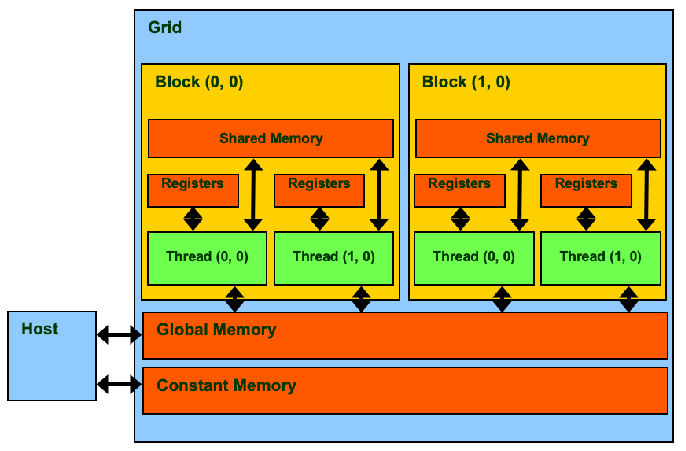 Grid
Block (0, 0)
Block (1, 0)
Shared Memory
Shared Memory
Registers
Registers
Registers
Registers
Thread (0, 0)
Thread (1, 0)
Thread (0, 0)
Thread (1, 0)
Host
Global Memory
Constant Memory